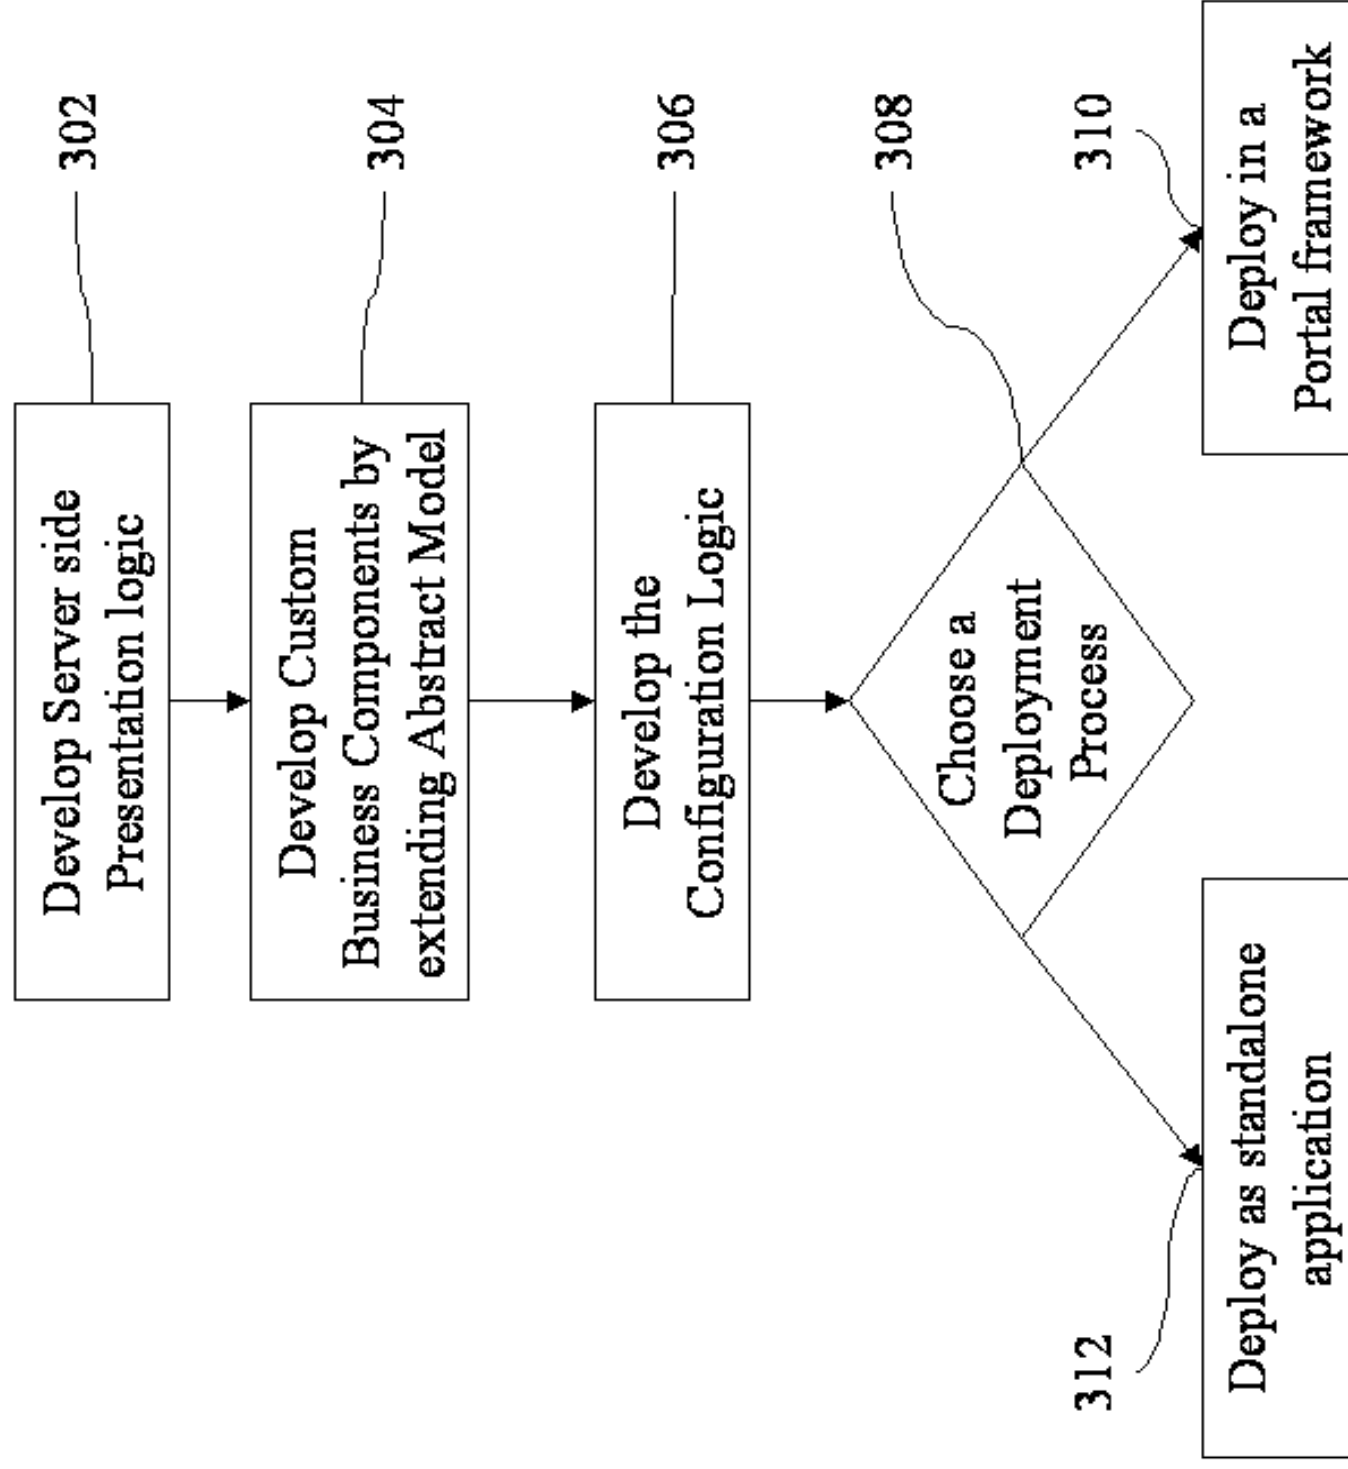 Develop Server side
Presentation logic
302
Develop Custom
Business Components by
extending Abstract Model
304
Develop the
Configuration Logic
306
Choose a
Deployment
Process
308
312
Deploy as standalone
application
310
Deploy in a
Portal framework